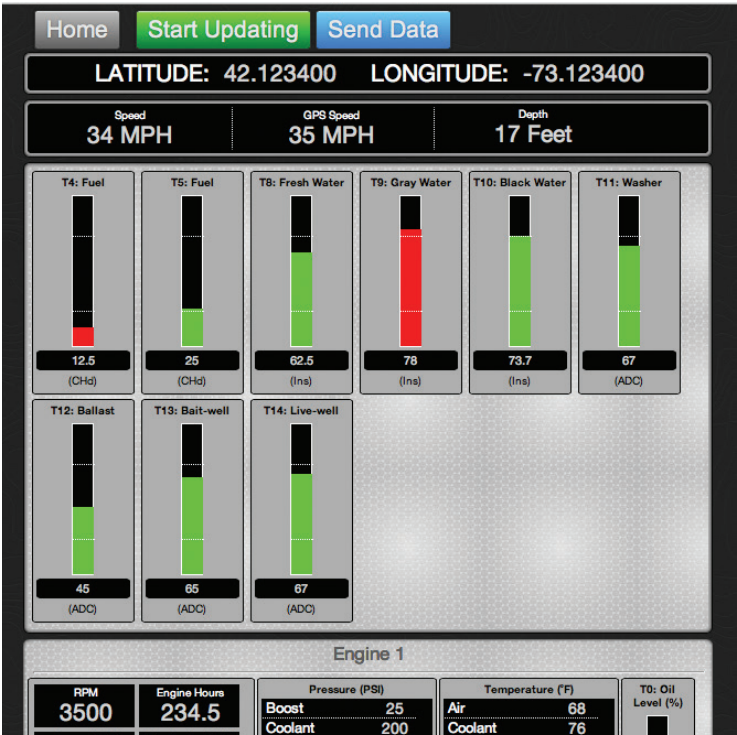 Home Start Updating Send Data
LATITUDE: 42.123400 LONGITUDE: -73.123400
Speed GPS Speed Depth
34 MPH 35 MPH 17 Feet
T4: Fuel T5: Fuel T8: Fresh Water T9: Gray Water T10: Black Water T11: Washer
12.5 25 62.5 78 73.7 67
(CHd) (CHd) (Ins) (Ins) (Ins) (ADC)
T12: Ballast T13: Bait-well T14: Live-well
45 65 67
(ADC) (ADC) (ADC)
Engine 1
RPM Engine Hours Pressure (PSI) Temperature (°F) T0: Oil
Level (%)
3500 234.5 Boost 25 Air 68
Coolant 200 Coolant 76